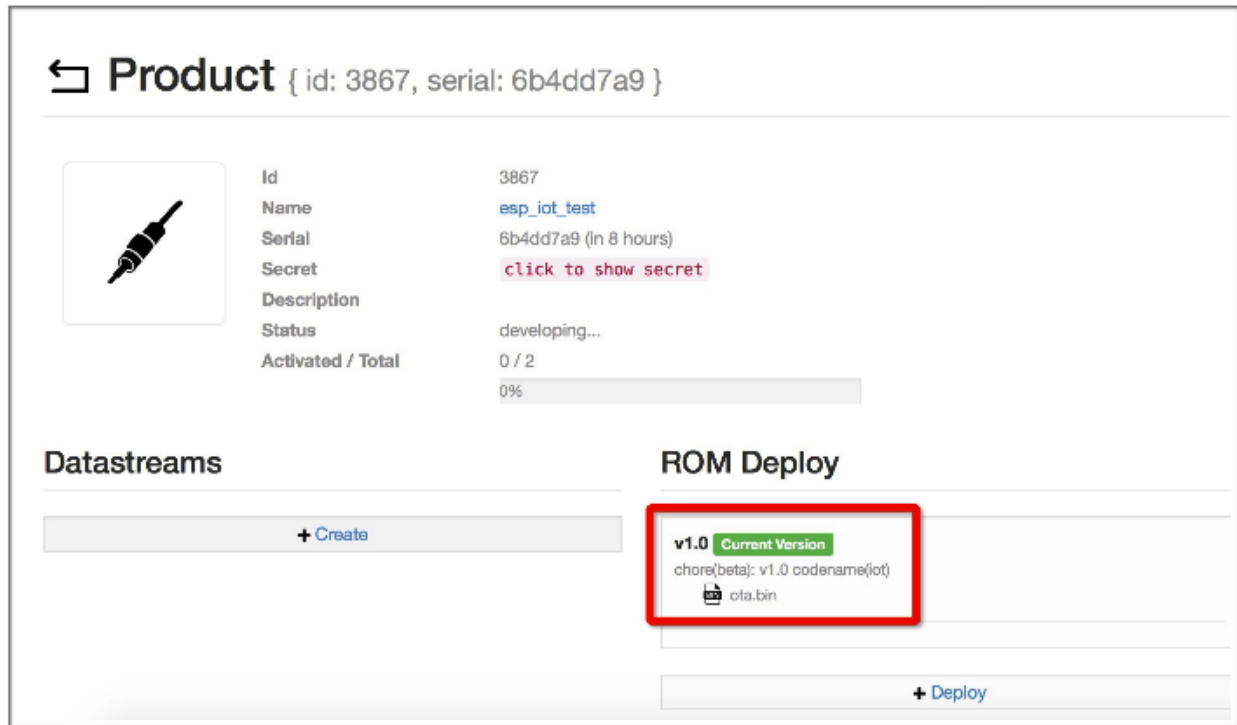 Product { id: 3867, serial: 6b4dd7a9 }
Id 3867
Name esp_iot_test
Serial 6b4dd7a9 (in 8 hours)
Secret click to show secret
Description
Status developing...
Activated / Total 0 / 2
0%
Datastreams
+ Create
ROM Deploy
v1.0 Current Version
chore(beta): v1.0 codename(iot)
ota.bin
+ Deploy